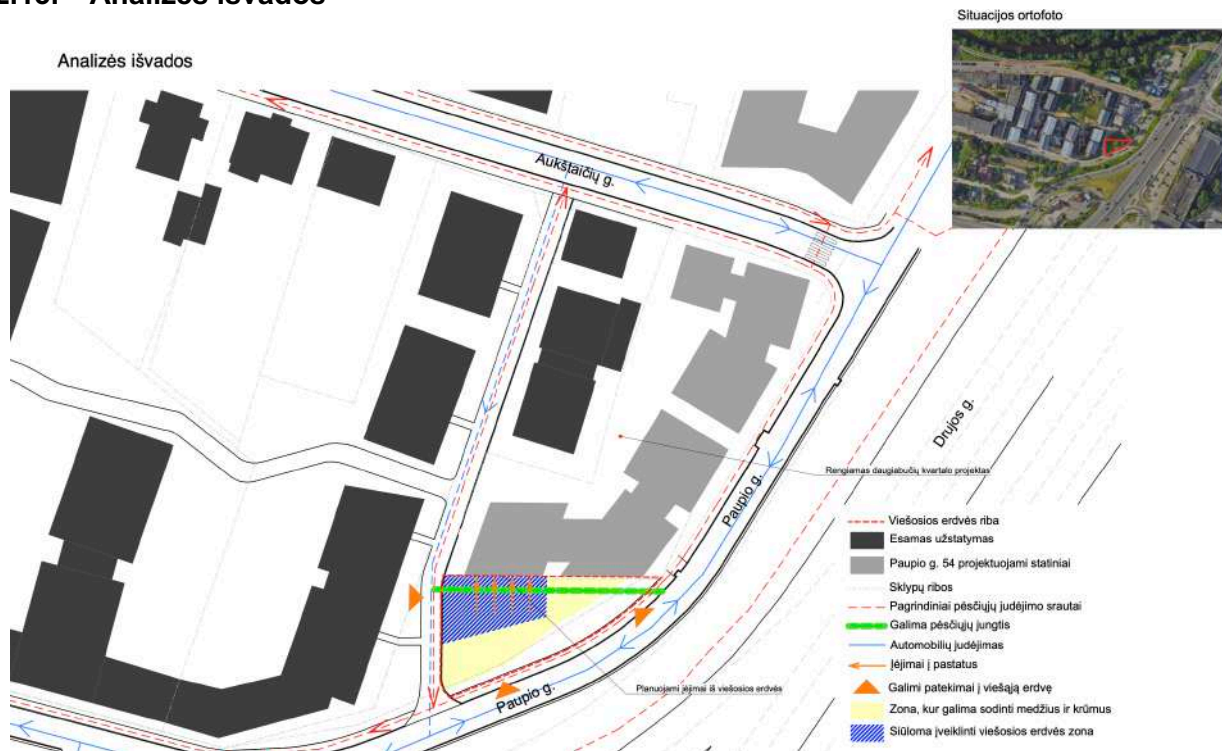 Analizės išvados
Situacijos ortofoto
Analizės išvados
Aukštaičių g.
Drujos g.
Rengiamas daugiabučių kvartalo projektas
Paupio g.
Viešosios erdvės riba
Esamas užstatymas
Paupio g. 54 projektuojami statiniai
Sklypų ribos
Pagrindiniai pėsčiųjų judėjimo srautai
Galima pėsčiųjų jungtis
Automobilių judėjimas
Įėjimai į pastatus
Galimi patekimai į viešąją erdvę
Zona, kur galima sodinti medžius ir krūmus
Siūloma įveiklinti viešosios erdvės zona
Planuojami įėjimai iš viešosios erdvės
Paupio g.